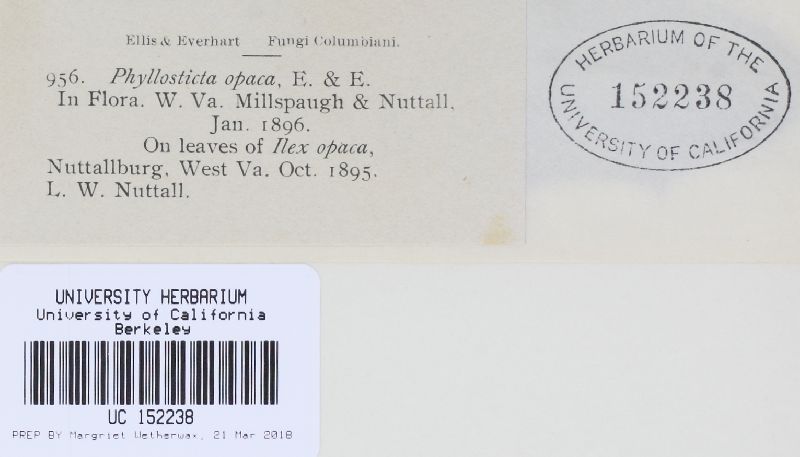 Ellis & Everhart Fungi Columbiani.
956. Phyllosticta opaca, E. & E.
In Flora. W. Va. Millspaugh & Nuttall.
Jan. 1896.
On leaves of Ilex opaca,
Nuttallburg, West Va. Oct. 1895.
L. W. Nuttall.
HERBARIUM OF THE
152238
UNIVERSITY OF CALIFORNIA
UNIVERSITY HERBARIUM
University of California
Berkeley
UC 152238
PREP BY Margriet Wetherwax, 21 Mar 2018